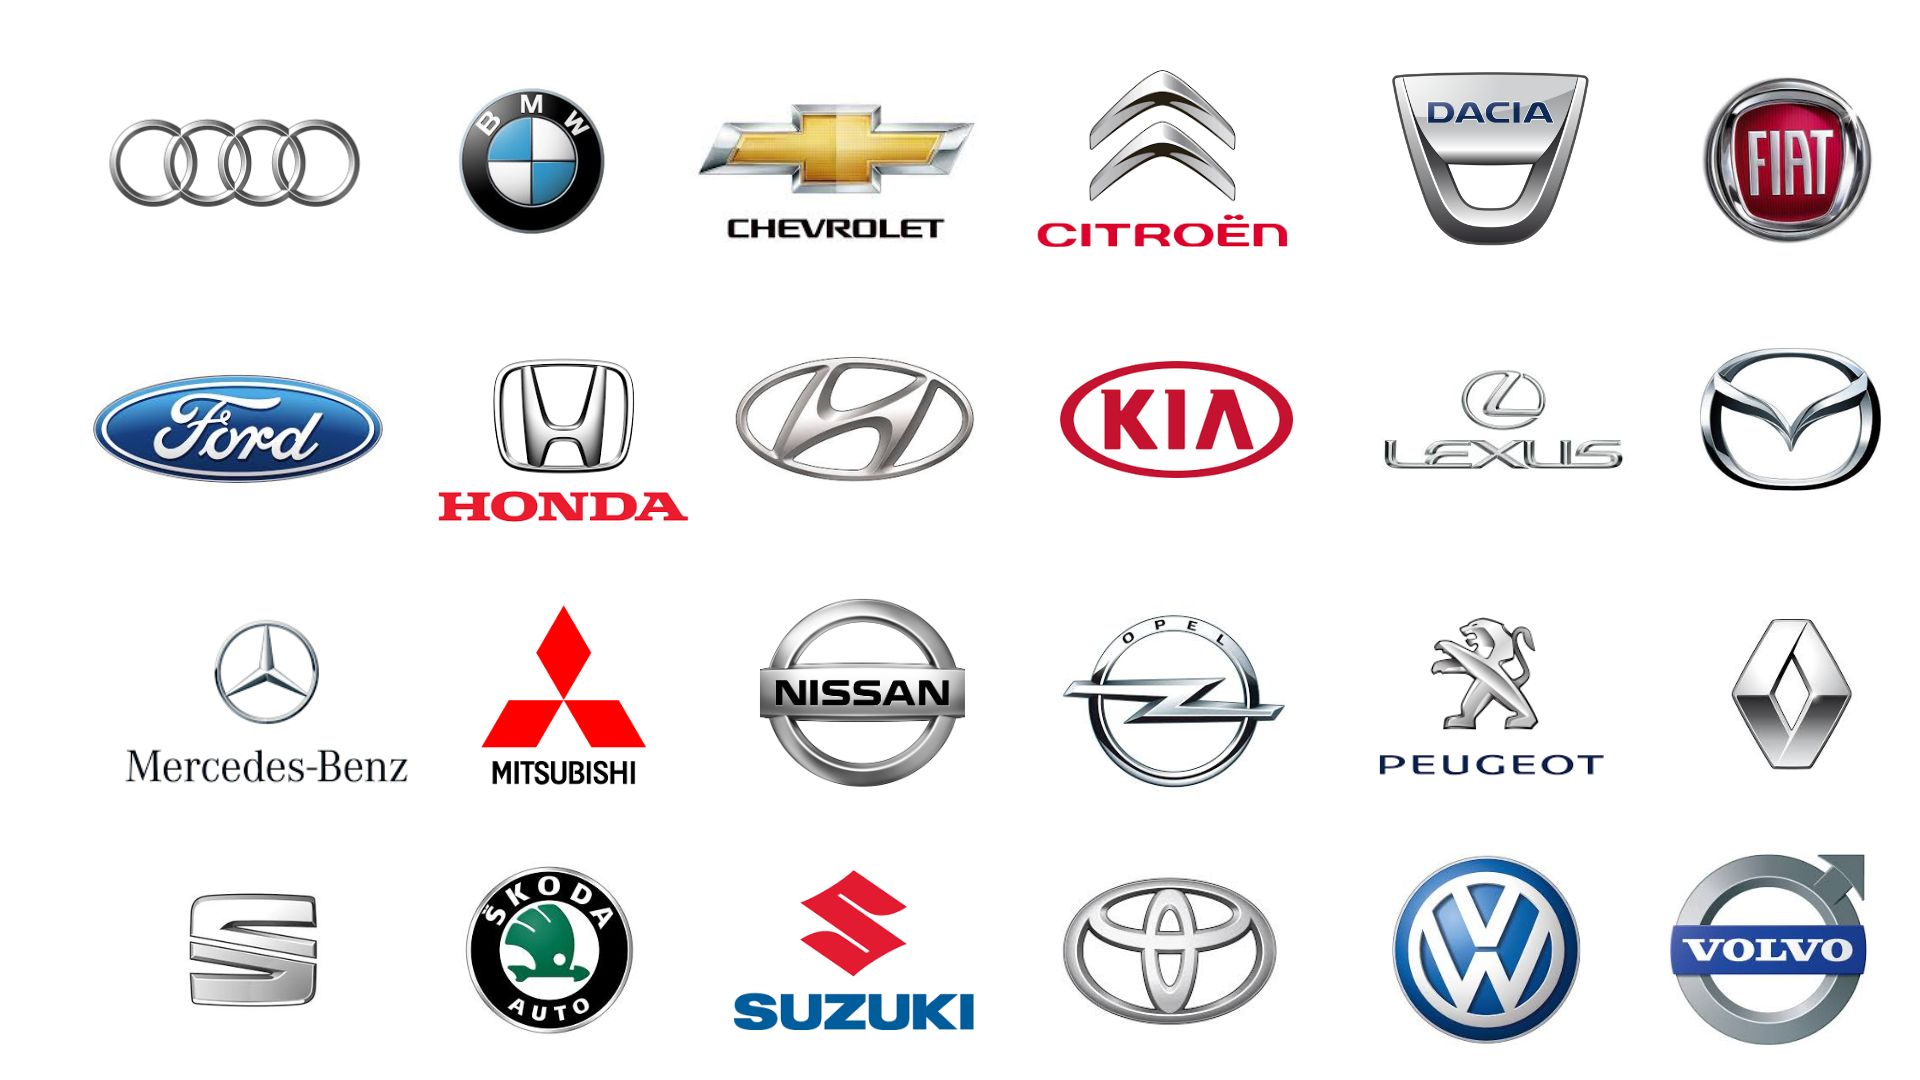 BMW
CHEVROLET
CITROËN
DACIA
FIAT
Ford
HONDA
KIA
LEXUS
Mercedes-Benz
MITSUBISHI
NISSAN
OPEL
PEUGEOT
ŠKODA
AUTO
SUZUKI
VW
VOLVO